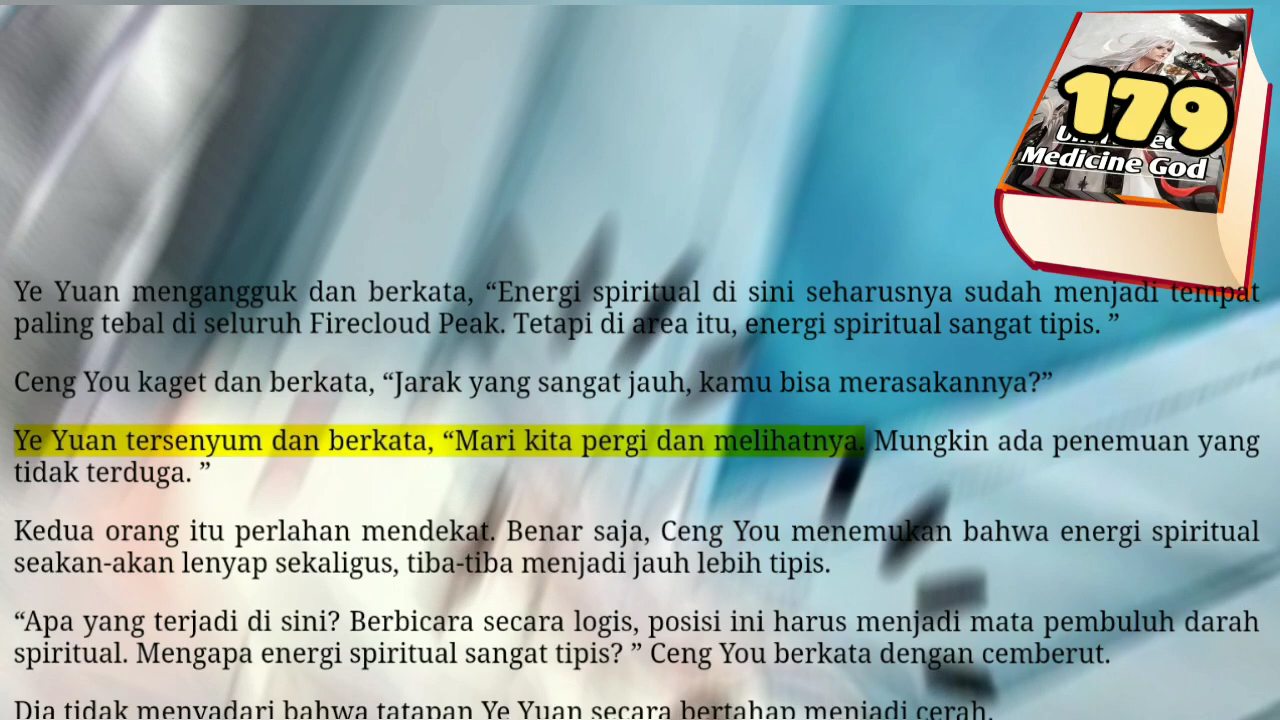 179
Medicine God
Ye Yuan mengangguk dan berkata, “Energi spiritual di sini seharusnya sudah menjadi tempat
paling tebal di seluruh Firecloud Peak. Tetapi di area itu, energi spiritual sangat tipis. ”
Ceng You kaget dan berkata, “Jarak yang sangat jauh, kamu bisa merasakannya?”
Ye Yuan tersenyum dan berkata, “Mari kita pergi dan melihatnya. Mungkin ada penemuan yang
tidak terduga. ”
Kedua orang itu perlahan mendekat. Benar saja, Ceng You menemukan bahwa energi spiritual
seakan-akan lenyap sekaligus, tiba-tiba menjadi jauh lebih tipis.
“Apa yang terjadi di sini? Berbicara secara logis, posisi ini harus menjadi mata pembuluh darah
spiritual. Mengapa energi spiritual sangat tipis? ” Ceng You berkata dengan cemberut.
Dia tidak menyadari bahwa tatapan Ye Yuan secara bertahap menjadi cerah.